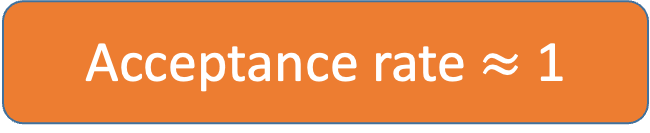 Acceptance rate ≈ 1